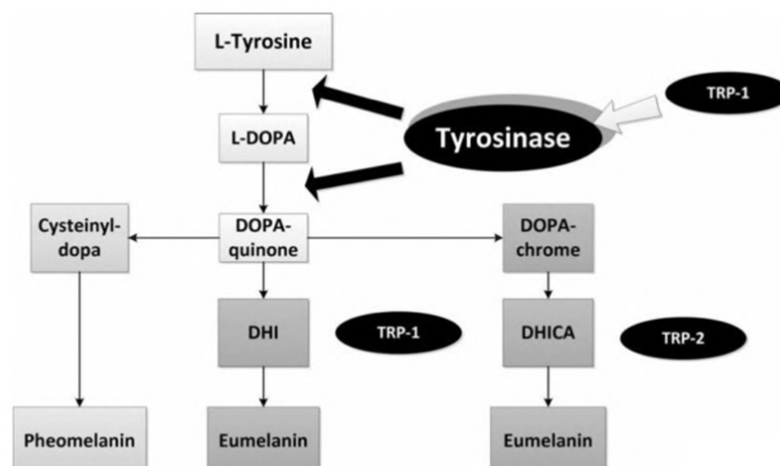 L-Tyrosine
TRP-1
L-DOPA
Tyrosinase
Cysteinyl-
dopa
DOPA-
quinone
DOPA-
chrome
DHI
TRP-1
DHICA
TRP-2
Pheomelanin
Eumelanin
Eumelanin